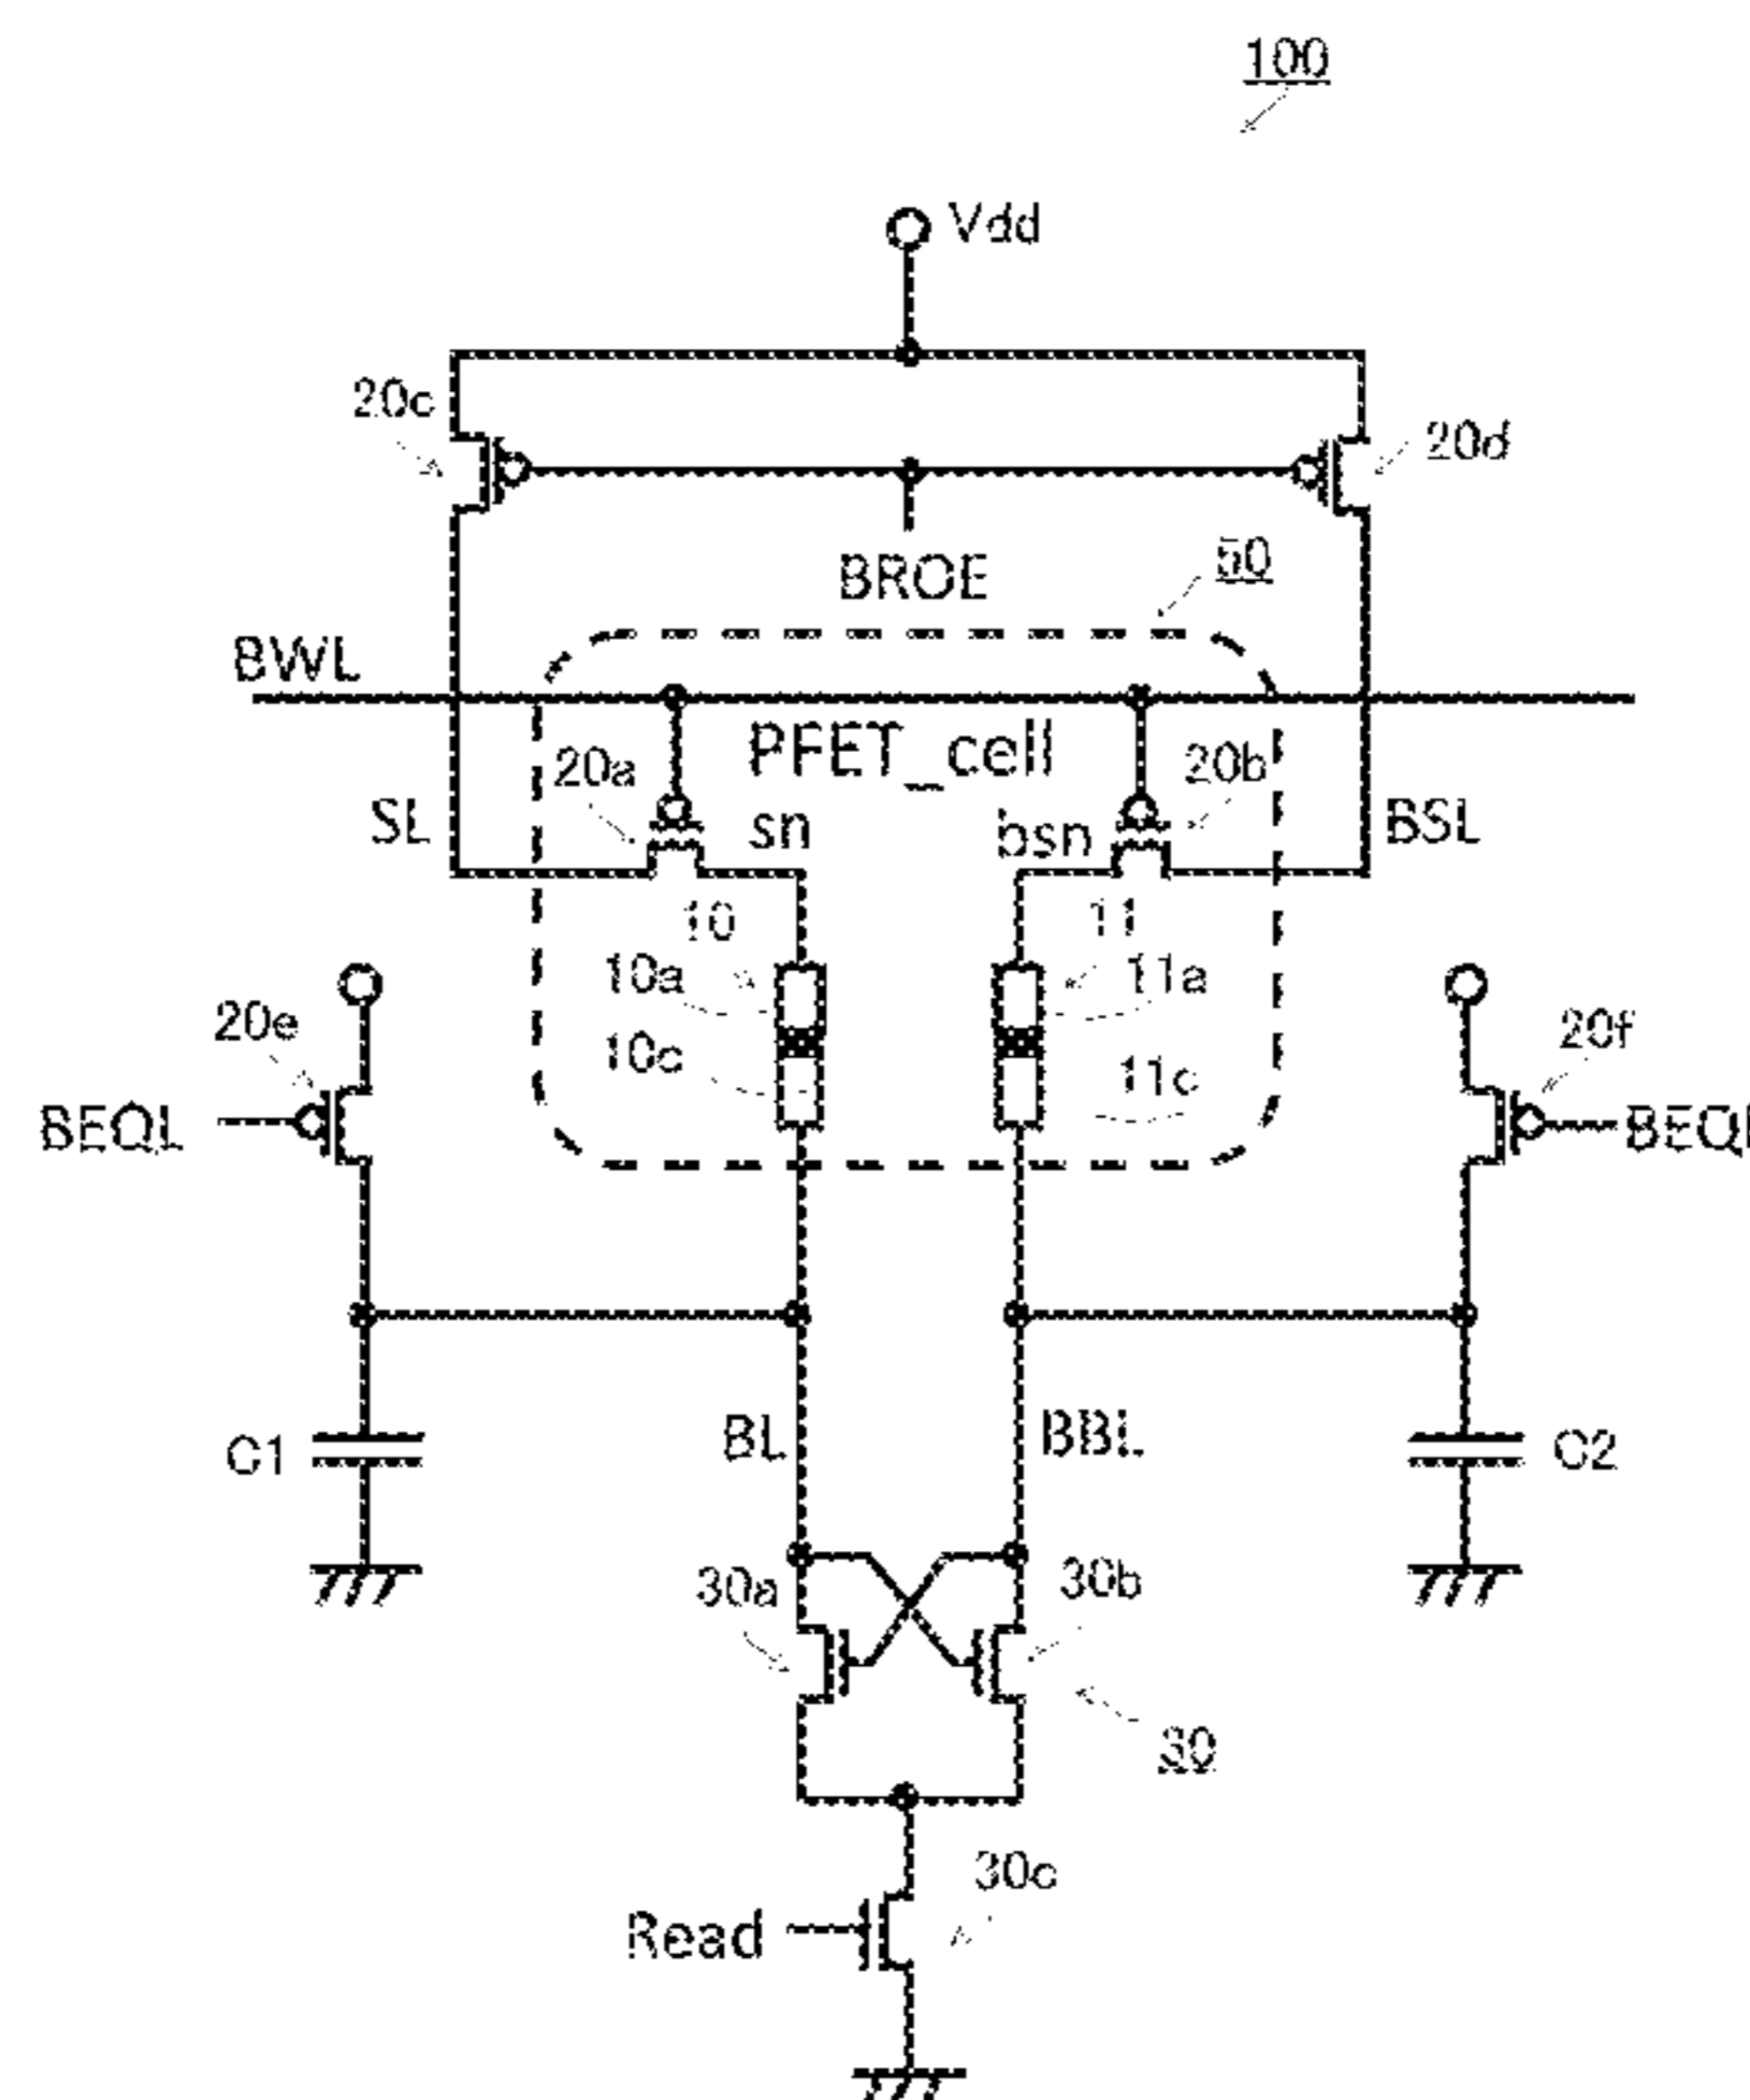 100
Vdd
20c
20d
BROE
50
BWL
PFET_cell
20a
20b
SL
sn
bsn
BSL
10
11
10a
11a
20e
20f
10c
11c
BEQL
BEQL
C1
BL
BBL
C2
30a
30b
30
30c
Read